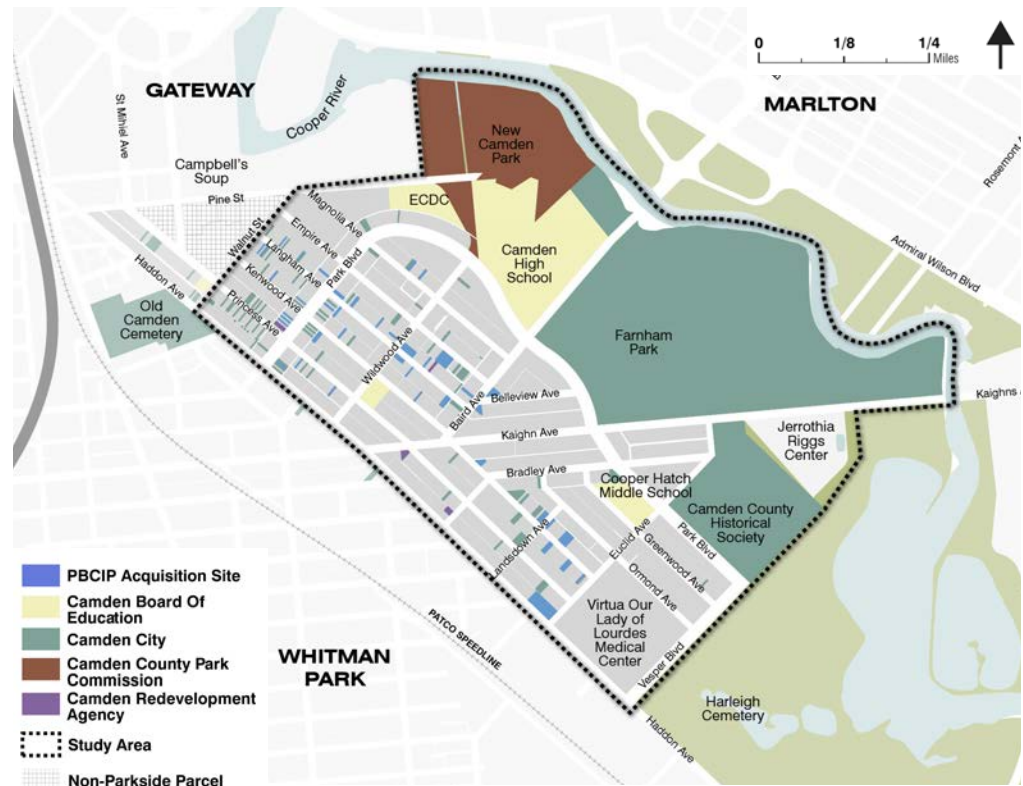 0
1/8
1/4
Miles
GATEWAY
MARLTON
St Mihiel Ave
Cooper River
Campbell's
Soup
Pine St
New
Camden
Park
ECDC
Camden
High
School
Rosemont
Admiral Wilson Blvd
Magnolia Ave
Walnut St
Empire Ave
Langham Ave
Park Blvd
Kenwood Ave
Princess Ave
Haddon Ave
Old
Camden
Cemetery
Wildwood Ave
Farnham
Park
Baird Ave
Belleview Ave
Kaighns
Kaighn Ave
Jerrothia
Riggs
Center
Bradley Ave
Cooper Hatch
Middle School
Camden County
Historical
Society
Park Blvd
Euclid Ave
Greenwood Ave
Landsdown Ave
Ormond Ave
Virtua Our
Lady of
Lourdes
Medical
Center
Vesper Blvd
PATCO SPEEDLINE
WHITMAN
PARK
Harleigh
Cemetery
Haddon Ave
PBCIP Acquisition Site
Camden Board Of
Education
Camden City
Camden County Park
Commission
Camden Redevelopment
Agency
Study Area
Non-Parkside Parcel